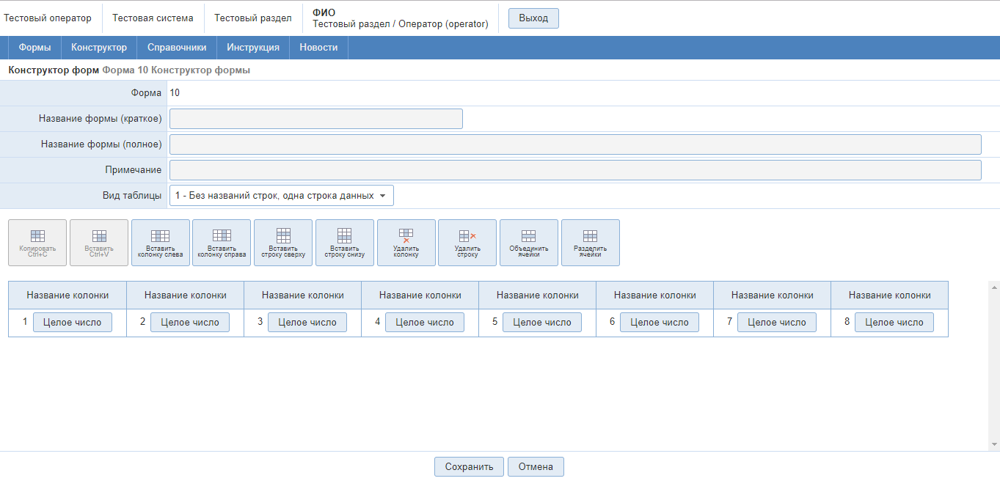 Тестовый оператор Тестовая система Тестовый раздел ФИО
Тестовый раздел / Оператор (operator) Выход
Формы Конструктор Справочники Инструкция Новости
Конструктор форм Форма 10 Конструктор формы
Форма 10
Название формы (краткое)
Название формы (полное)
Примечание
Вид таблицы 1 - Без названий строк, одна строка данных
Копировать
Ctrl+C
Вставить
Ctrl+V
Вставить
колонку слева
Вставить
колонку справа
Вставить
строку сверху
Вставить
строку снизу
Удалить
колонку
Удалить
строку
Объединить
ячейки
Разделить
ячейки
Название колонки Название колонки Название колонки Название колонки Название колонки Название колонки Название колонки Название колонки
1 Целое число 2 Целое число 3 Целое число 4 Целое число 5 Целое число 6 Целое число 7 Целое число 8 Целое число
Сохранить Отмена